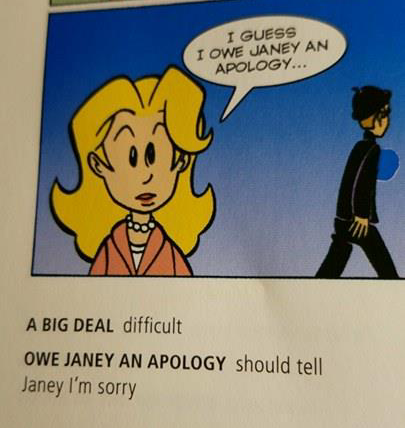 I GUESS
I OWE JANEY AN
APOLOGY...
A BIG DEAL difficult
OWE JANEY AN APOLOGY should tell
Janey I'm sorry